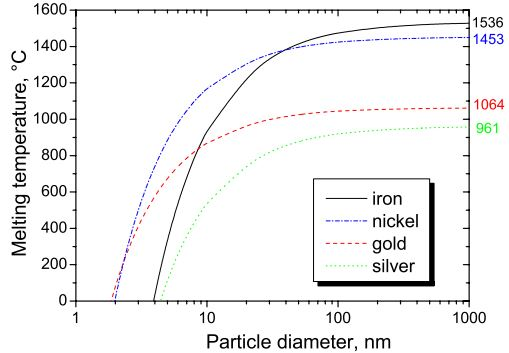 Melting temperature, °C
1600
1400
1200
1000
800
600
400
200
0
1536
1453
1064
961
iron
nickel
gold
silver
1 10 100 1000
Particle diameter, nm